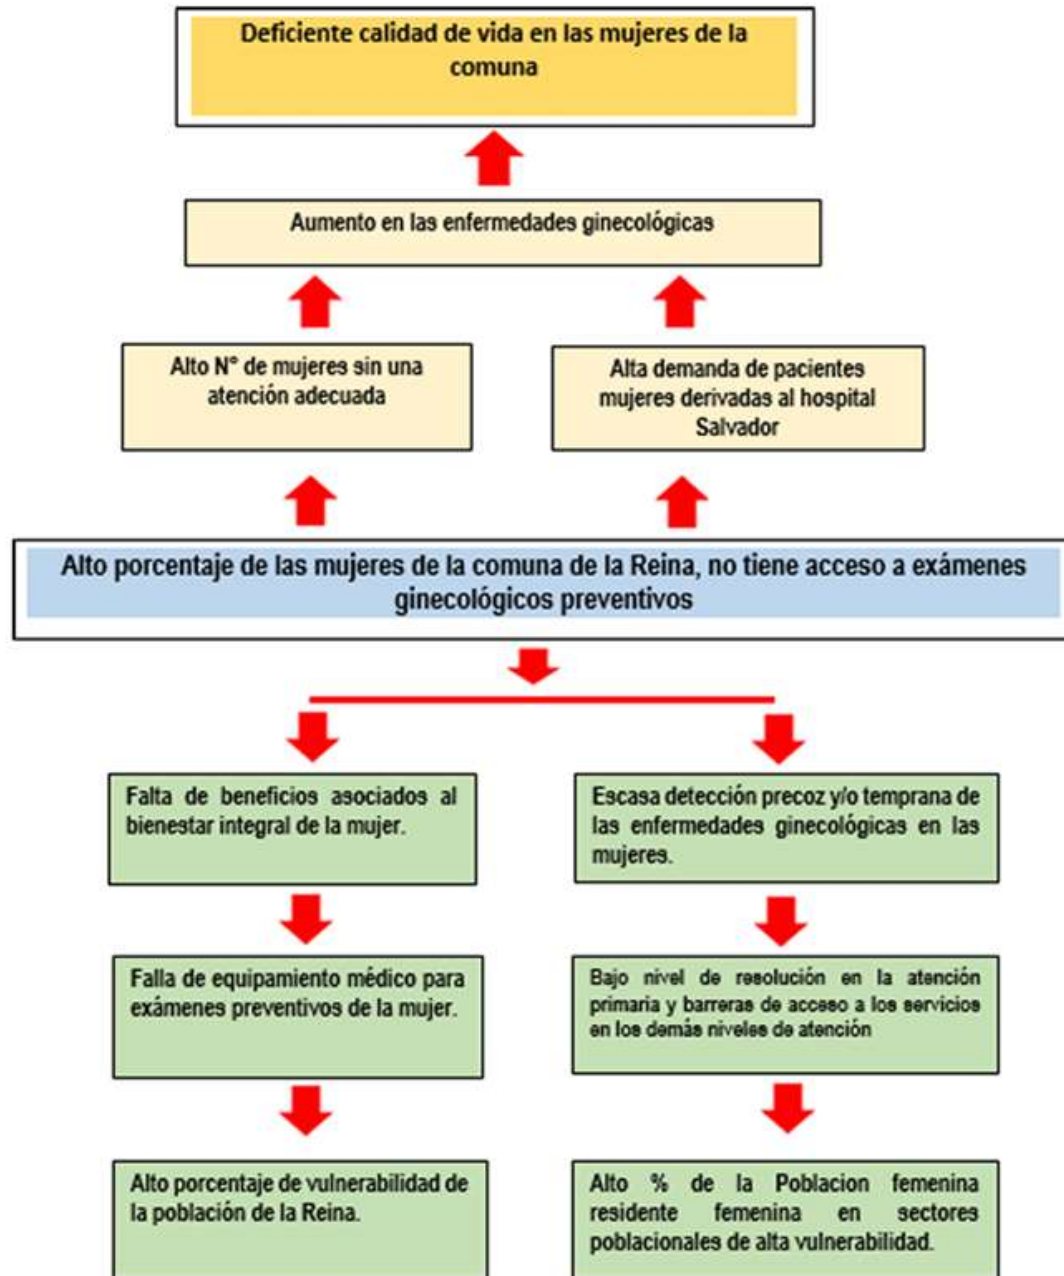 Deficiente calidad de vida en las mujeres de la
comuna
Aumento en las enfermedades ginecológicas
Alto N° de mujeres sin una
atención adecuada
Alta demanda de pacientes
mujeres derivadas al hospital
Salvador
Alto porcentaje de las mujeres de la comuna de la Reina, no tiene acceso a exámenes
ginecológicos preventivos
Falta de beneficios asociados al
bienestar integral de la mujer.
Escasa detección precoz y/o temprana de
las enfermedades ginecológicas en las
mujeres.
Falla de equipamiento médico para
exámenes preventivos de la mujer.
Bajo nivel de resolución en la atención
primaria y barreras de acceso a los servicios
en los demás niveles de atención
Alto porcentaje de vulnerabilidad de
la población de la Reina.
Alto % de la Poblacion femenina
residente femenina en sectores
poblacionales de alta vulnerabilidad.